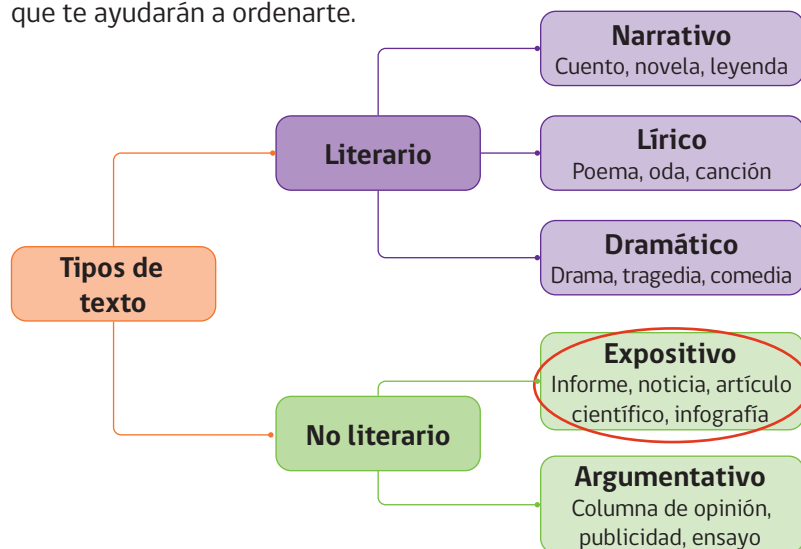 que te ayudarán a ordenarte.
Tipos de
texto
Literario
Narrativo
Cuento, novela, leyenda
Lírico
Poema, oda, canción
Dramático
Drama, tragedia, comedia
No literario
Expositivo
Informe, noticia, artículo
científico, infografía
Argumentativo
Columna de opinión,
publicidad, ensayo